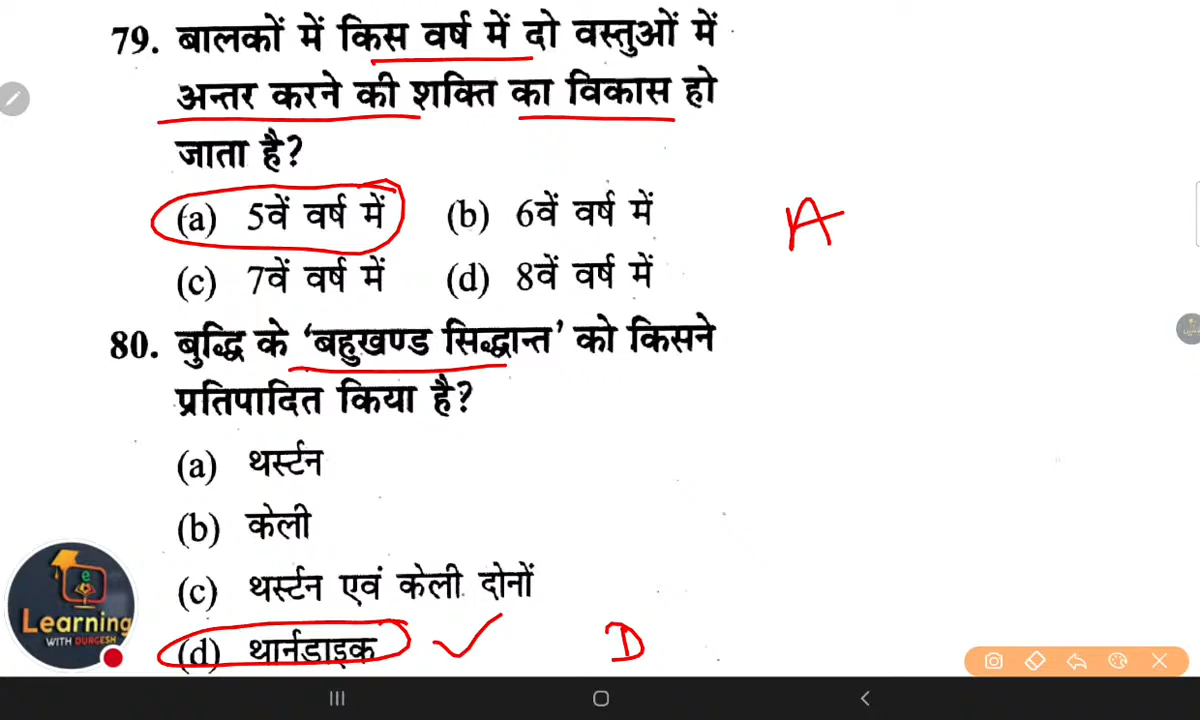 79. बालकों में किस वर्ष में दो वस्तुओं में
अन्तर करने की शक्ति का विकास हो
जाता है?
(a) 5वें वर्ष में (b) 6वें वर्ष में
A
(c) 7वें वर्ष में (d) 8वें वर्ष में
80. बुद्धि के ‘बहुखण्ड सिद्धान्त’ को किसने
प्रतिपादित किया है?
(a) थर्स्टन
(b) केली
(c) थर्स्टन एवं केली दोनों
(d) थार्नडाइक
D
e
Learning
WITH DURGESH